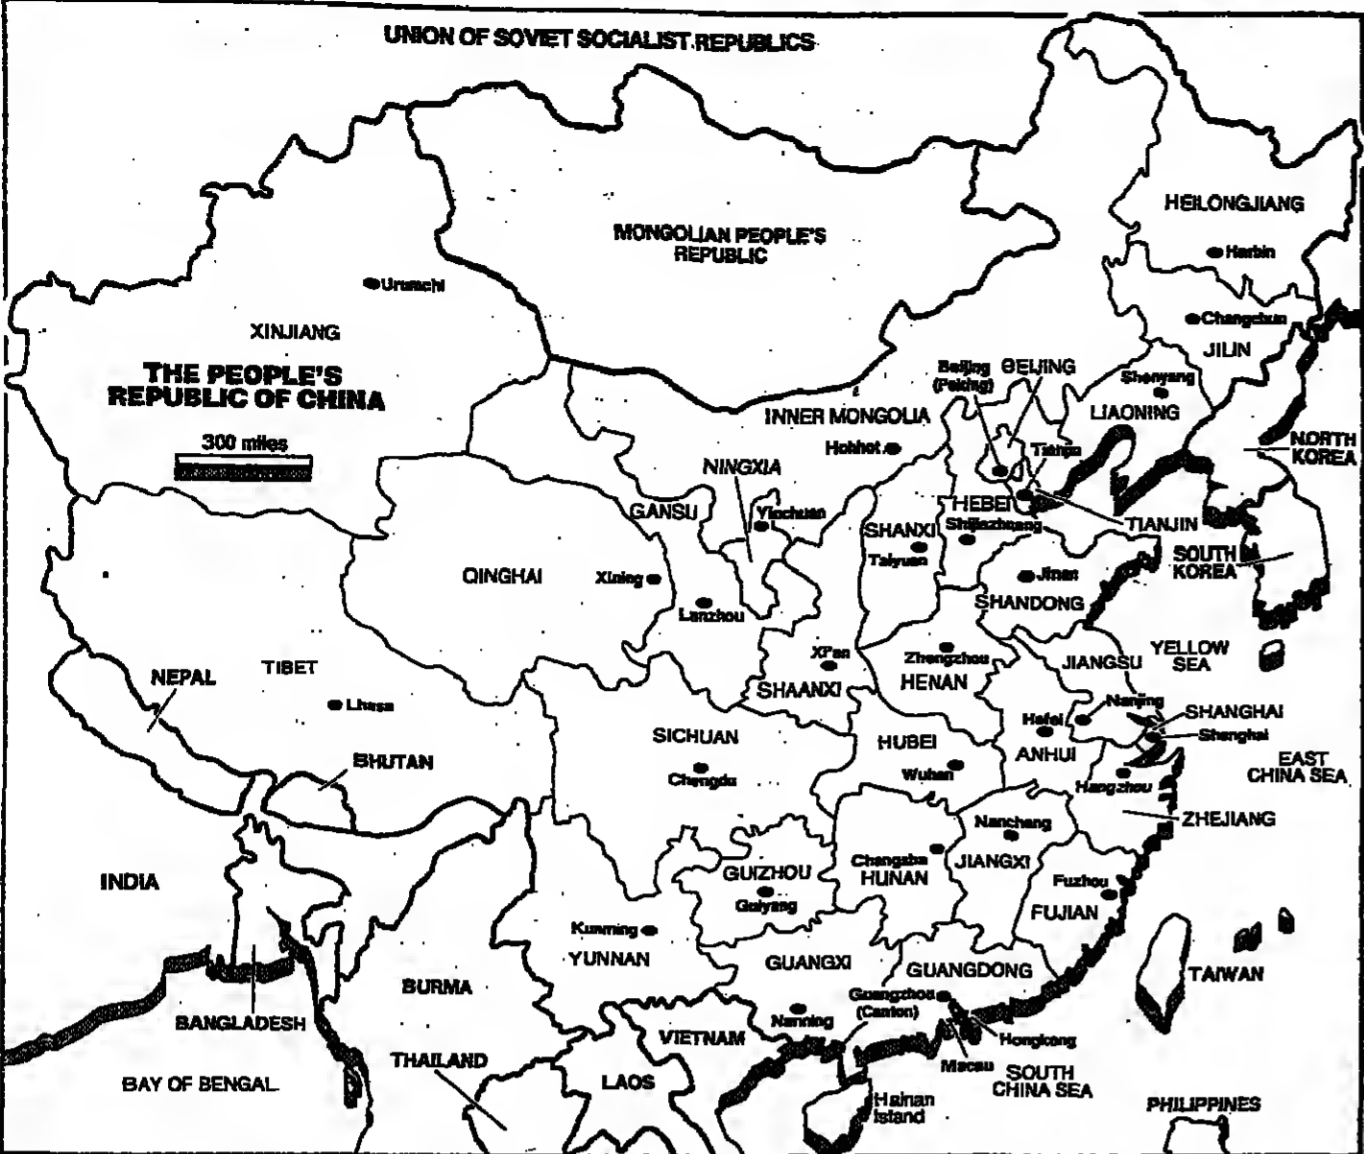 UNION OF SOVIET SOCIALIST REPUBLICS
HEILONGJIANG
Harbin
MONGOLIAN PEOPLE'S
REPUBLIC
Urumchi
XINJIANG
Changchun
JILIN
THE PEOPLE'S
REPUBLIC OF CHINA
300 miles
Beijing
(Peking)
BEIJING
Shenyang
LIAONING
INNER MONGOLIA
Hohhot
Tianjin
NORTH
KOREA
NINGXIA
GANSU
Yinchuan
HEBEI
Shijiazhuang
TIANJIN
SHANXI
Taiyuan
SOUTH
KOREA
QINGHAI
Xining
Jinan
SHANDONG
Lanzhou
Xi'an
SHAANXI
Zhengzhou
HENAN
JIANGSU
YELLOW
SEA
NEPAL
TIBET
Lhasa
Nanjing
SHANGHAI
Shanghai
Hefei
ANHUI
SICHUAN
HUBEI
Wuhan
Chengdu
BHUTAN
EAST
CHINA SEA
Hangzhou
ZHEJIANG
Nanchang
JIANGXI
Changsha
HUNAN
GUIZHOU
Guiyang
INDIA
Fuzhou
FUJIAN
Kunming
YUNNAN
GUANGXI
GUANGDONG
TAIWAN
BURMA
Guangzhou
(Canton)
Nanning
BANGLADESH
VIETNAM
Hongkong
Macau
THAILAND
LAOS
SOUTH
CHINA SEA
BAY OF BENGAL
Hainan
Island
PHILIPPINES